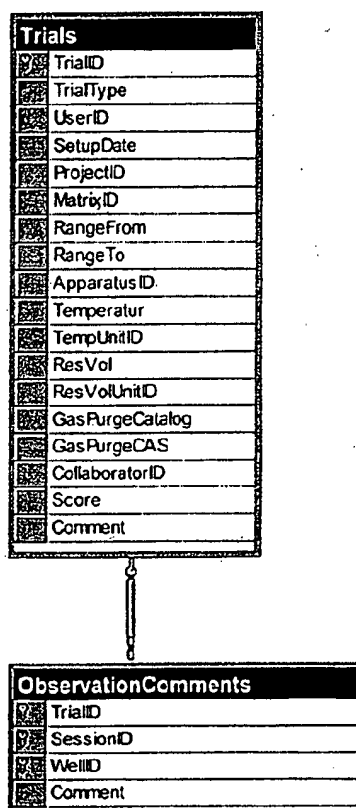 Trials
TrialID
TrialType
UserID
SetupDate
ProjectID
MatrixID
RangeFrom
RangeTo
ApparatusID
Temperatur
TempUnitID
ResVol
ResVolUnitID
GasPurgeCatalog
GasPurgeCAS
CollaboratorID
Score
Comment
ObservationComments
TrialID
SessionID
WellID
Comment